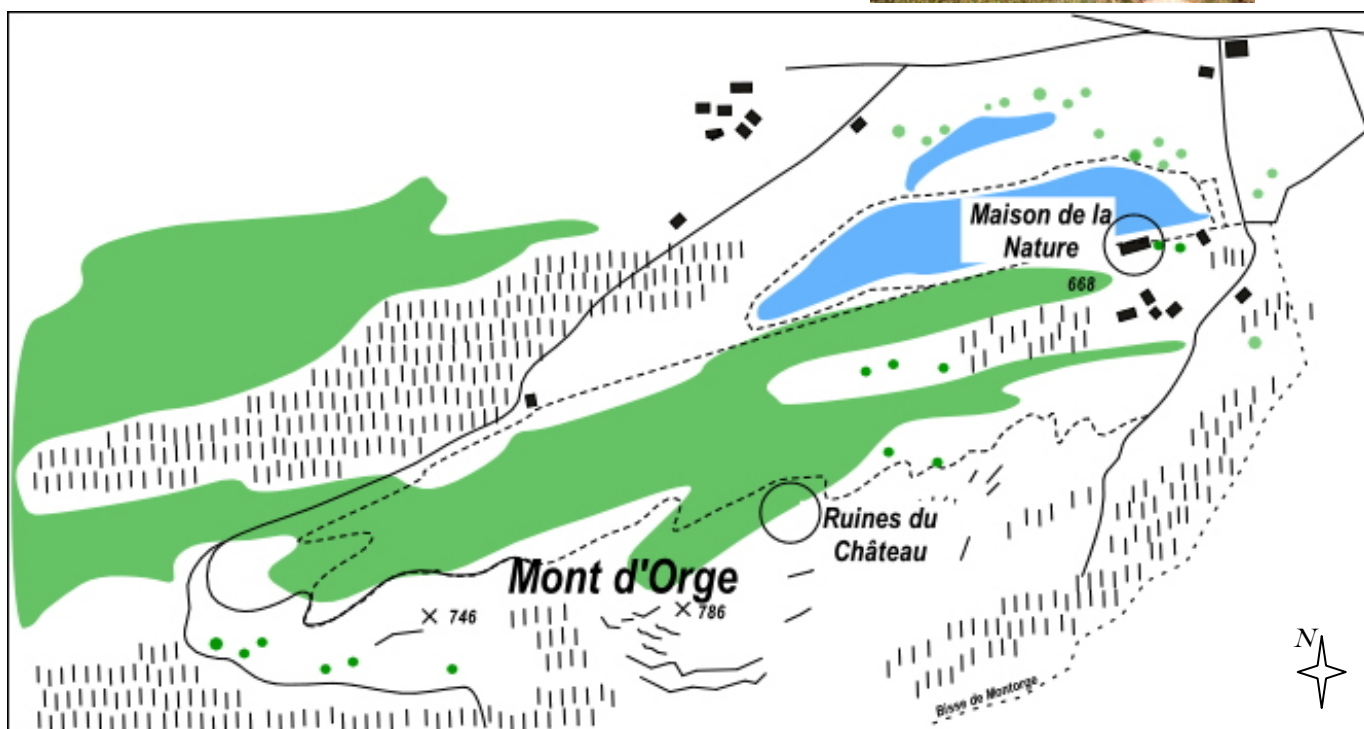 Maison de la
Nature
668
Ruines du
Château
Mont d'Orge
746
786
Bisse de Montorge
N